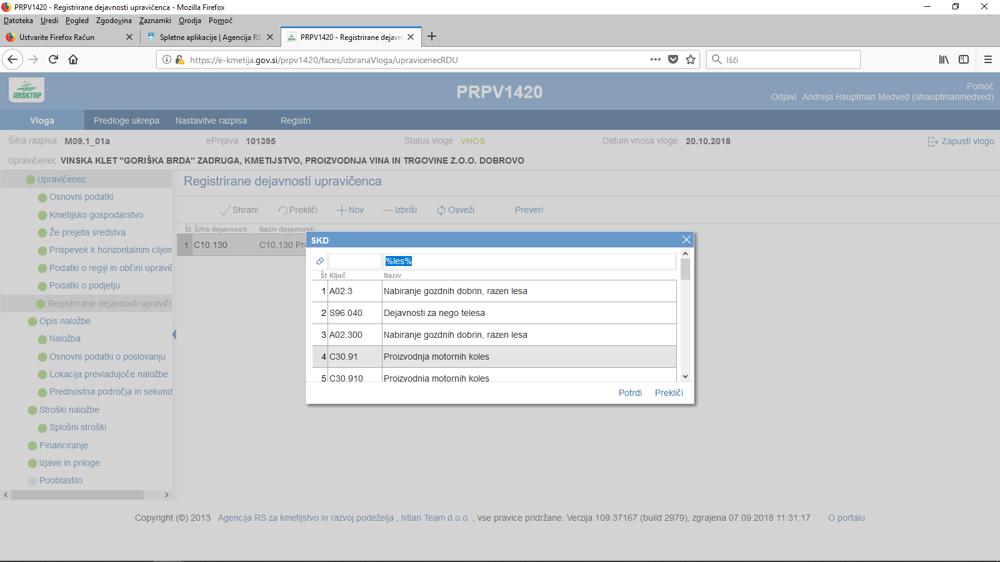 PRPV1420 - Registrirane dejavnosti upravičenca - Mozilla Firefox
Datoteka Uredi Pogled Zgodovina Zaznamki Orodja Pomoč
Ustvarite Firefox Račun
Spletne aplikacije | Agencija RS
PRPV1420 - Registrirane dejavn
https://e-kmetija.gov.si/prpv1420/faces/izbranaVloga/upravicenecRDU
Išči
ARSKTRP
PRPV1420
Pomoč
Odjavi Andreja Hauptman Medved (ahauptmanmedved)
Vloga Predloge ukrepa Nastavitve razpisa Registri
Šifra razpisa M09.1_01a ePrijava 101395 Status vloge VNOS Datum vnosa vloge 20.10.2018 Zapusti vlogo
Upravičenec VINSKA KLET "GORIŠKA BRDA" ZADRUGA, KMETIJSTVO, PROIZVODNJA VINA IN TRGOVINE Z.O.O. DOBROVO
Upravičenec
Osnovni podatki
Kmetijsko gospodarstvo
Že prejeta sredstva
Prispevek k horizontalnim ciljem
Podatki o regiji in občini upravič
Podatki o podjetju
Registrirane dejavnosti upraviče
Opis naložbe
Naložba
Osnovni podatki o poslovanju
Lokacija prevladujoče naložbe
Prednostna področja in sekund
Stroški naložbe
Splošni stroški
Financiranje
Izjave in priloge
Pooblastilo
Registrirane dejavnosti upravičenca
Shrani Prekliči Nov Izbriši Osveži Preveri
Št Šifra dejavnosti Naziv dejavnosti
1 C10.130 C10.130 Pr
SKD
%les%
Št Ključ Naziv
1 A02.3 Nabiranje gozdnih dobrin, razen lesa
2 S96.040 Dejavnosti za nego telesa
3 A02.300 Nabiranje gozdnih dobrin, razen lesa
4 C30.91 Proizvodnja motornih koles
5 C30.910 Proizvodnja motornih koles
Potrdi Prekliči
Copyright (©) 2013 Agencija RS za kmetijstvo in razvoj podeželja , Ixtlan Team d.o.o. , vse pravice pridržane. Verzija 109.37167 (build 2979), zgrajena 07.09.2018 11:31:17 O portalu